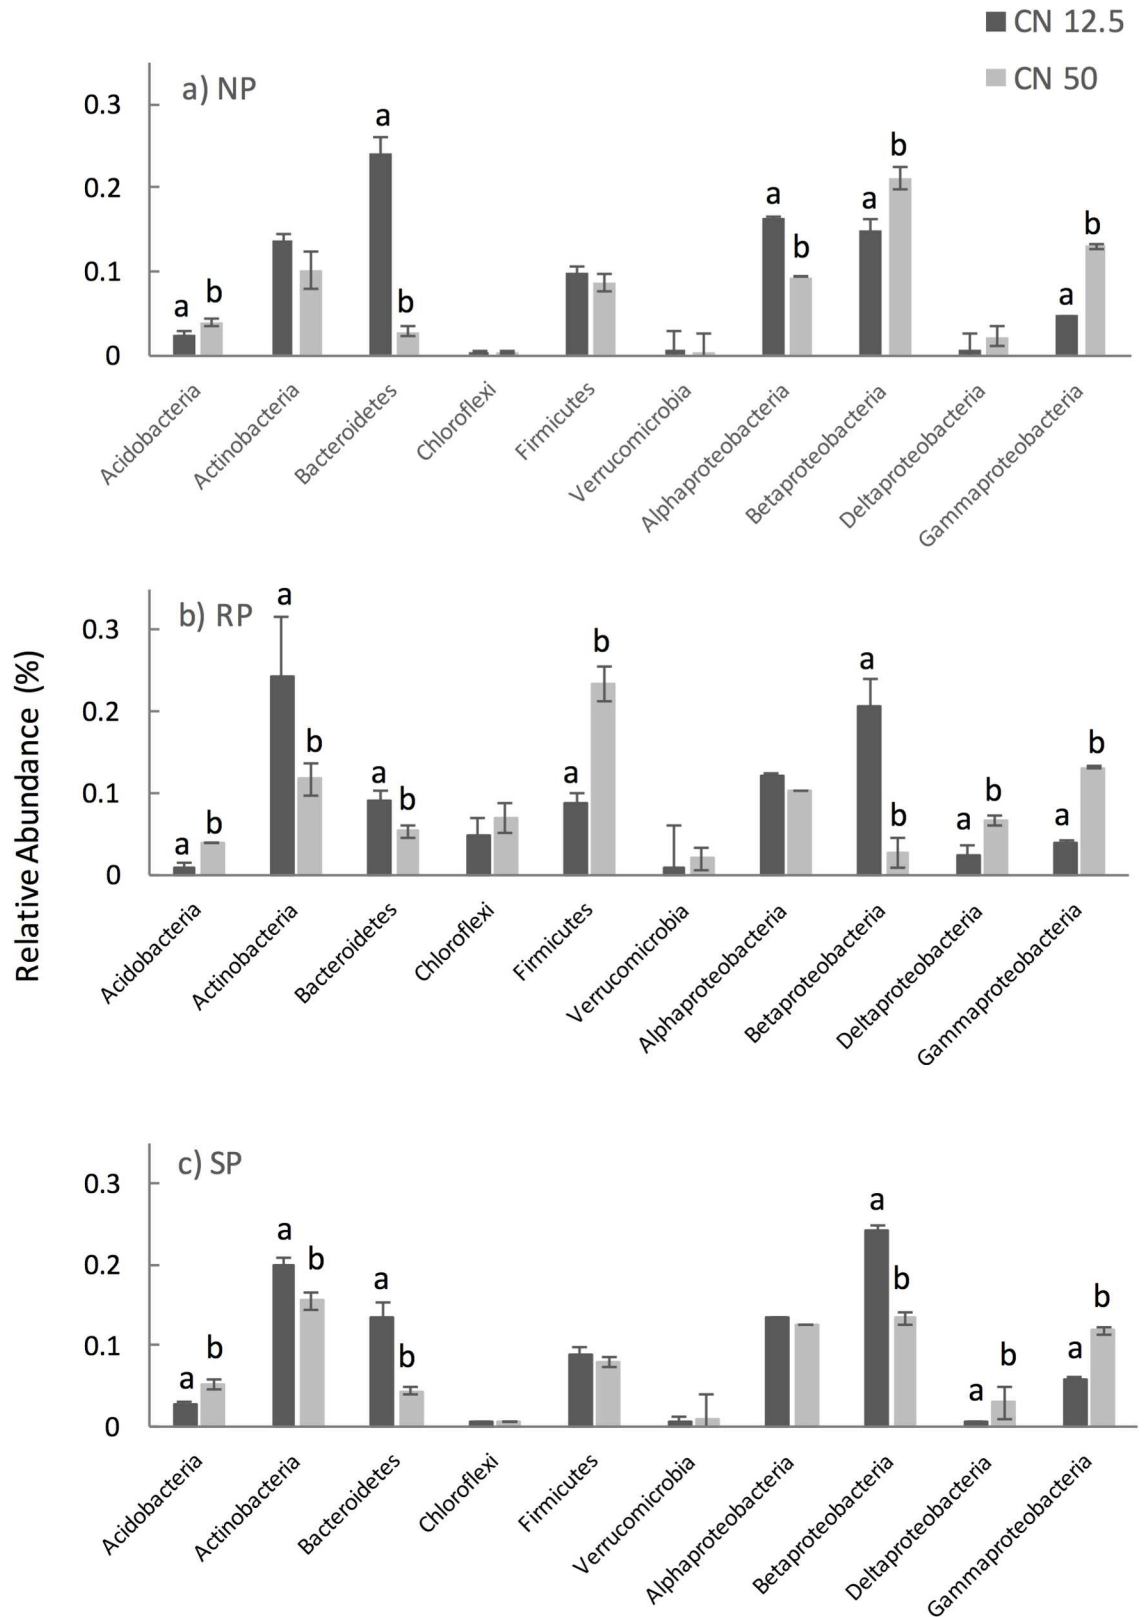 CN 12.5
CN 50
a) NP
0.3
0.2
0.1
0
a b
a b
a b
a b
a b
Acidobacteria
Actinobacteria
Bacteroidetes
Chloroflexi
Firmicutes
Verrucomicrobia
Alphaproteobacteria
Betaproteobacteria
Deltaproteobacteria
Gammaproteobacteria
Relative Abundance (%)
b) RP
0.3
0.2
0.1
0
a b
a b
a b
a b
a b
a b
a b
Acidobacteria
Actinobacteria
Bacteroidetes
Chloroflexi
Firmicutes
Verrucomicrobia
Alphaproteobacteria
Betaproteobacteria
Deltaproteobacteria
Gammaproteobacteria
c) SP
0.3
0.2
0.1
0
a b
a b
a b
a b
a b
a b
Acidobacteria
Actinobacteria
Bacteroidetes
Chloroflexi
Firmicutes
Verrucomicrobia
Alphaproteobacteria
Betaproteobacteria
Deltaproteobacteria
Gammaproteobacteria